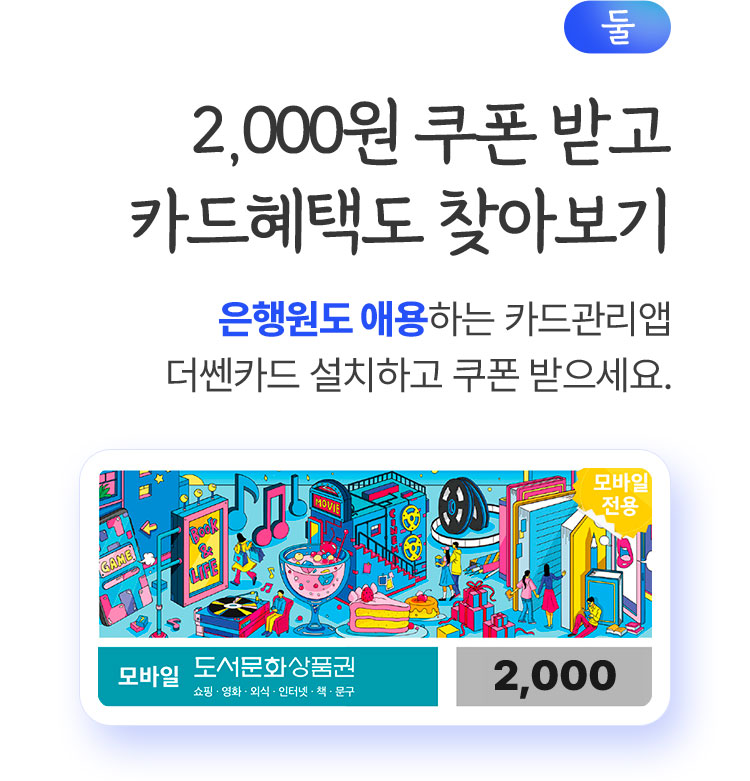 둘
2,000원 쿠폰 받고
카드혜택도 찾아보기
은행원도 애용하는 카드관리앱
더쎈카드 설치하고 쿠폰 받으세요.
모바일
전용
MOVIE
BOOK
&
LIFE
GAME
CINEMA
모바일 도서문화상품권
쇼핑 · 영화 · 외식 · 인터넷 · 책 · 문구
2,000